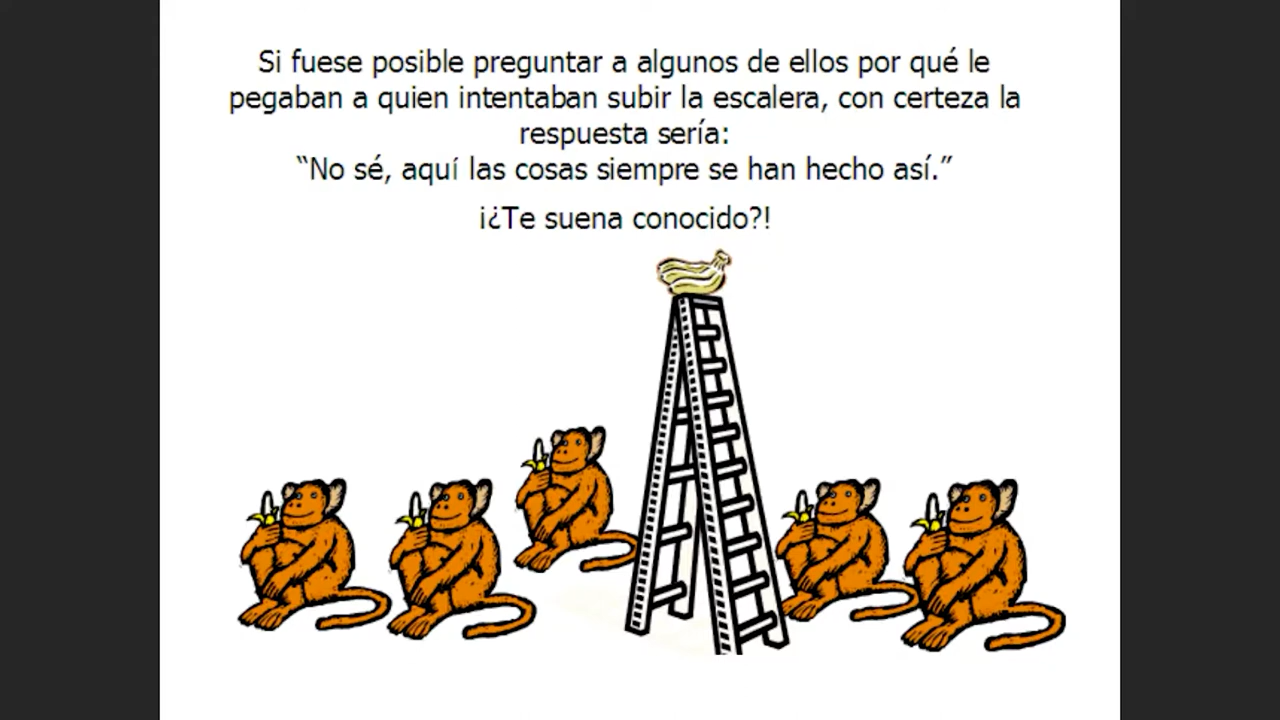 Si fuese posible preguntar a algunos de ellos por qué le
pegaban a quien intentaban subir la escalera, con certeza la
respuesta sería:
“No sé, aquí las cosas siempre se han hecho así.”
¡¿Te suena conocido?!